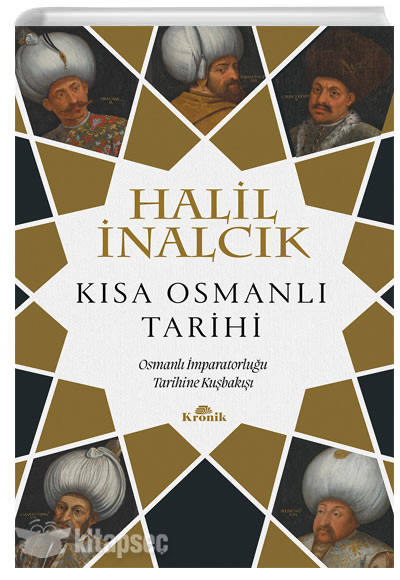 HALİL
İNALCIK
KISA OSMANLI
TARİHİ
Osmanlı İmparatorluğu
Tarihine Kuşbakışı
Kronik
kitapseç